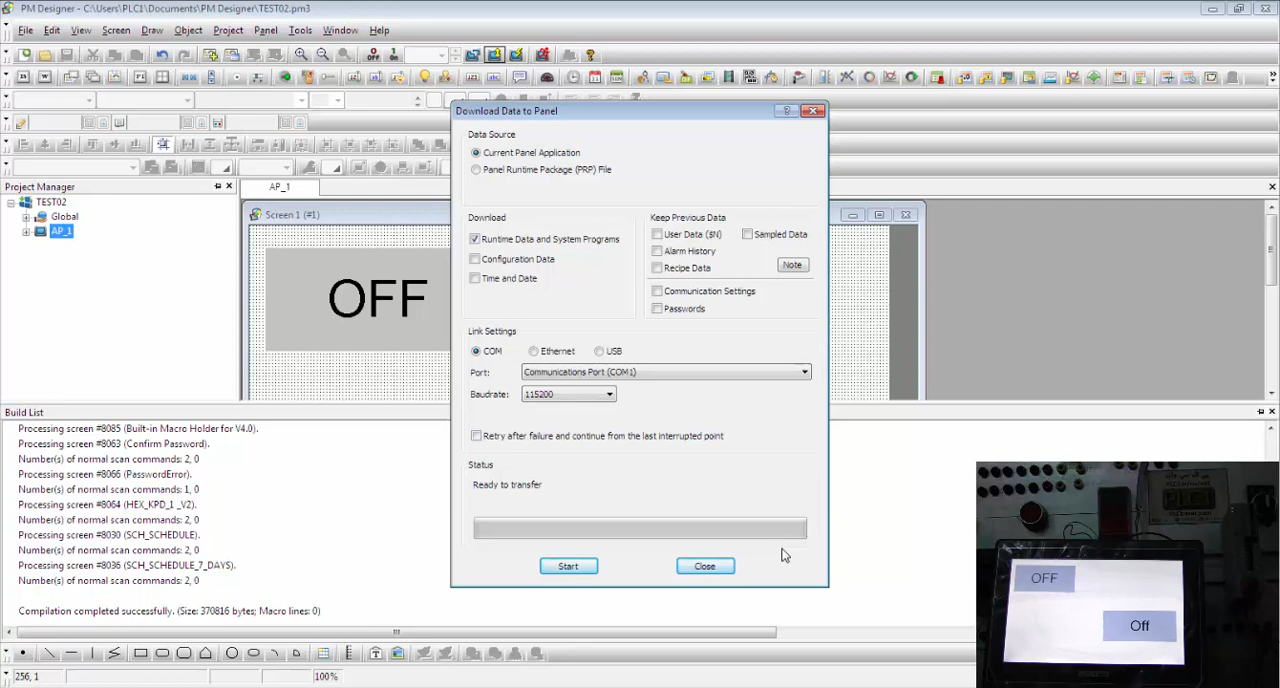 PM Designer - C:\Users\PLC1\Documents\PM Designer\TEST02.pm3
File Edit View Screen Draw Object Project Panel Tools Window Help
Project Manager
TEST02
Global
AP_1
AP_1
Screen 1 (#1)
OFF
Download Data to Panel
Data Source
Current Panel Application
Panel Runtime Package (PRP) File
Download
Runtime Data and System Programs
Configuration Data
Time and Date
Keep Previous Data
User Data ($N) Sampled Data
Alarm History
Recipe Data Note
Communication Settings
Passwords
Link Settings
COM Ethernet USB
Port: Communications Port (COM1)
Baudrate: 115200
Retry after failure and continue from the last interrupted point
Status
Ready to transfer
Start Close
Build List
Processing screen #8085 (Built-in Macro Holder for V4.0).
Processing screen #8063 (Confirm Password).
Number(s) of normal scan commands: 2, 0
Processing screen #8066 (PasswordError).
Number(s) of normal scan commands: 1, 0
Processing screen #8064 (HEX_KPD_1 _V2).
Number(s) of normal scan commands: 2, 0
Processing screen #8030 (SCH_SCHEDULE).
Number(s) of normal scan commands: 2, 0
Processing screen #8036 (SCH_SCHEDULE_7_DAYS).
Number(s) of normal scan commands: 2, 0
Compilation completed successfully. (Size: 370816 bytes; Macro lines: 0)
256, 1
100%
OFF
Off